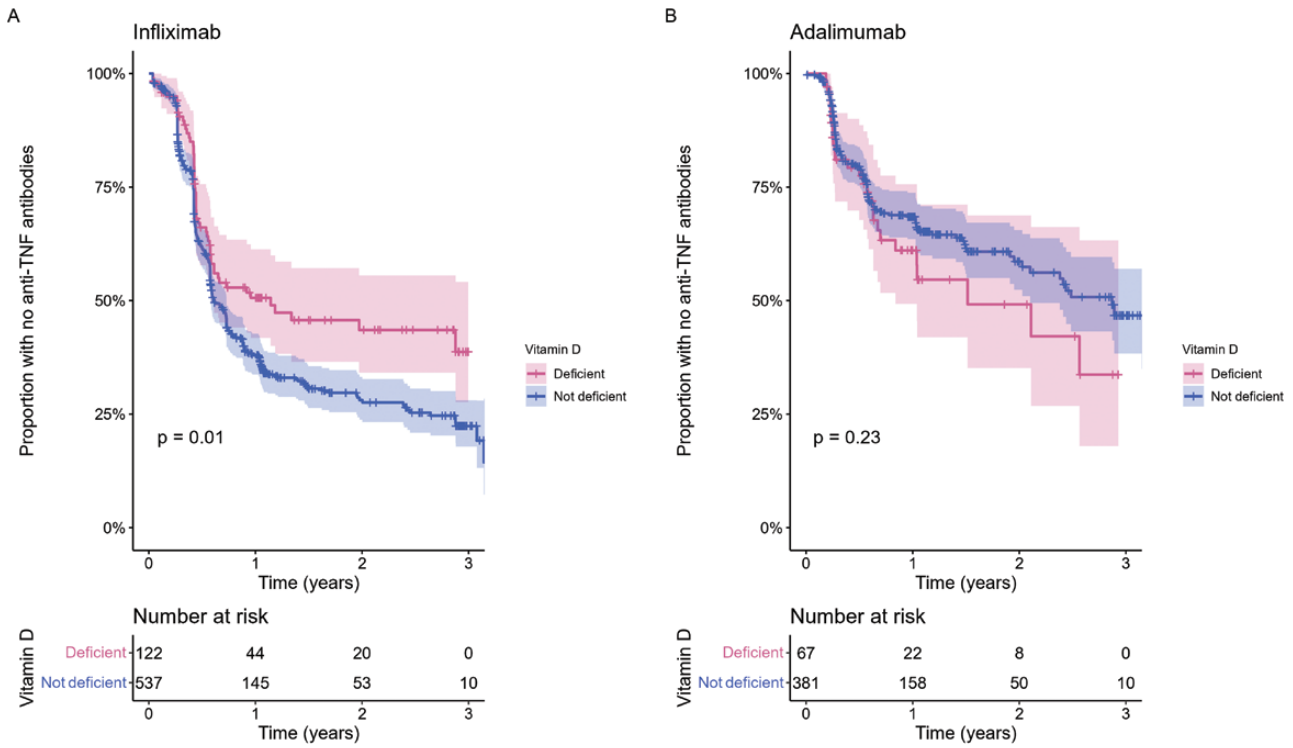 A
Infliximab
Proportion with no anti-TNF antibodies
100%
75%
50%
25%
0%
p = 0.01
0 1 2 3
Time (years)
Vitamin D
Deficient
Not deficient
Number at risk
Vitamin D
Deficient 122 44 20 0
Not deficient 537 145 53 10
0 1 2 3
Time (years)
B
Adalimumab
Proportion with no anti-TNF antibodies
100%
75%
50%
25%
0%
p = 0.23
0 1 2 3
Time (years)
Vitamin D
Deficient
Not deficient
Number at risk
Vitamin D
Deficient 67 22 8 0
Not deficient 381 158 50 10
0 1 2 3
Time (years)